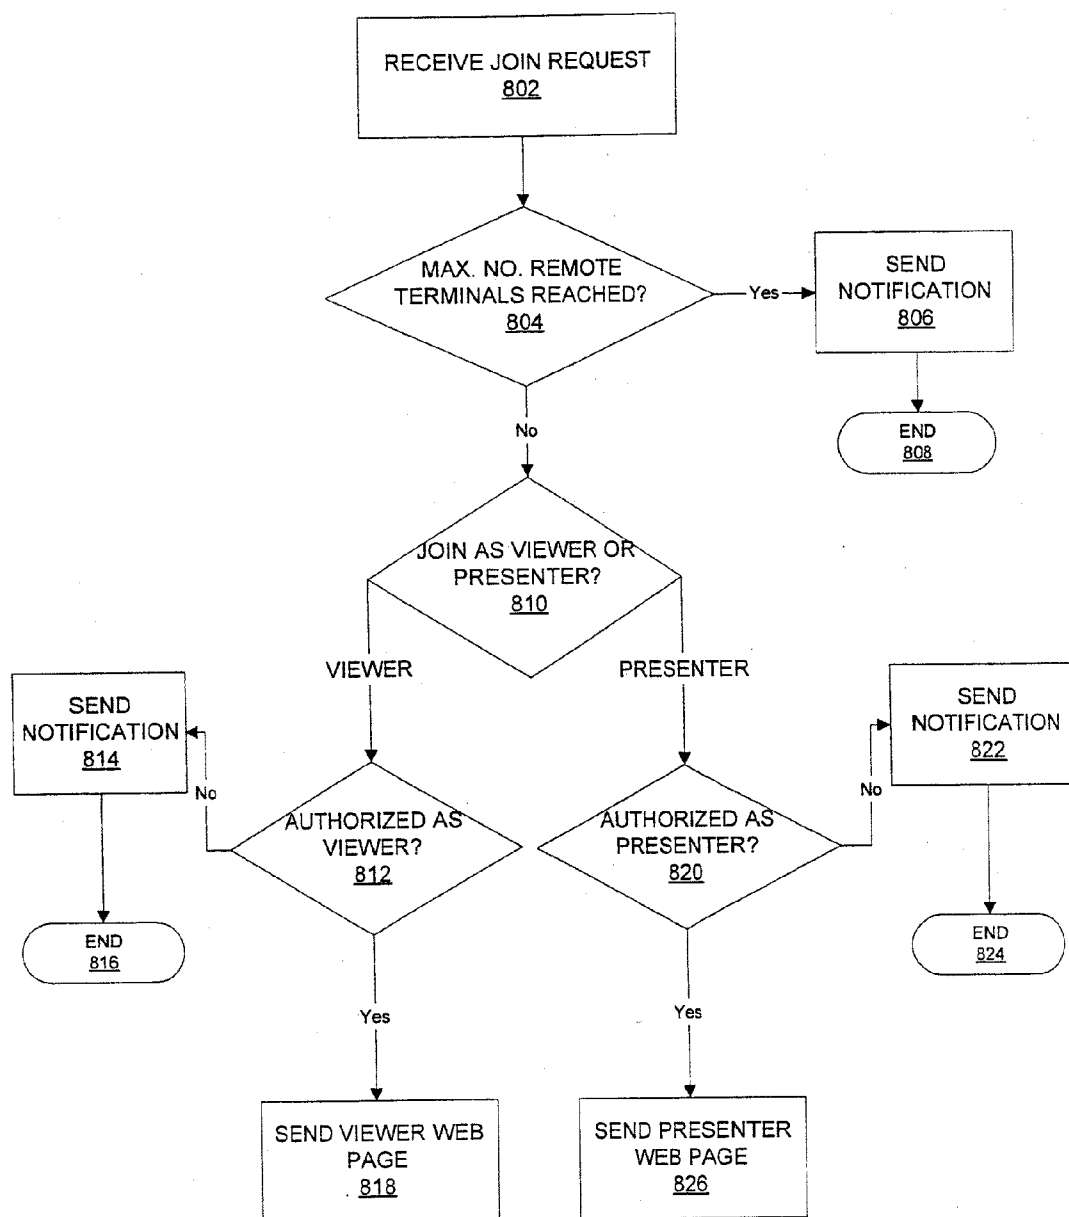 RECEIVE JOIN REQUEST
802
MAX. NO. REMOTE
TERMINALS REACHED?
804
Yes
SEND
NOTIFICATION
806
END
808
No
JOIN AS VIEWER OR
PRESENTER?
810
VIEWER
PRESENTER
SEND
NOTIFICATION
814
No
AUTHORIZED AS
VIEWER?
812
END
816
AUTHORIZED AS
PRESENTER?
820
No
SEND
NOTIFICATION
822
END
824
Yes
Yes
SEND VIEWER WEB
PAGE
818
SEND PRESENTER
WEB PAGE
826